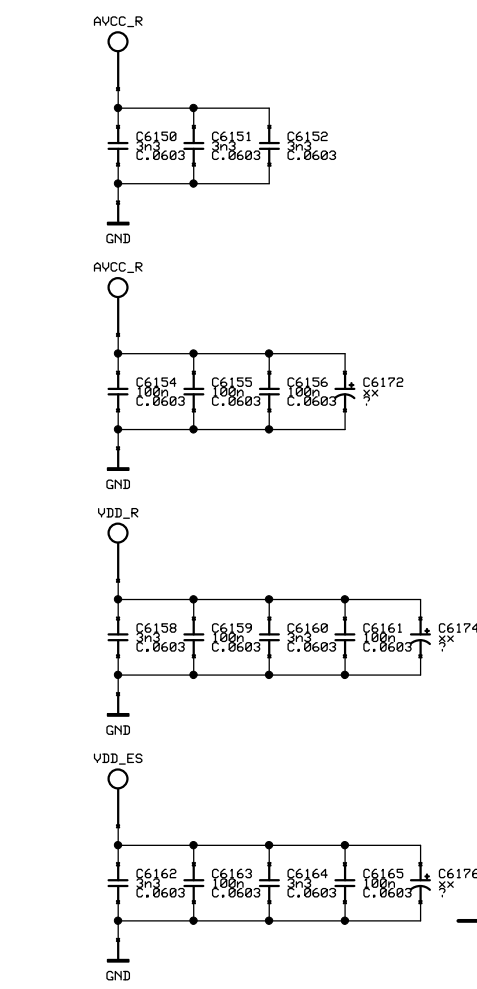 AVCC_R
C6150 C6151 C6152
3n3 3n3 3n3
C.0603 C.0603 C.0603
GND
AVCC_R
C6154 C6155 C6156 C6172
100n 100n 100n xx
C.0603 C.0603 C.0603 ?
GND
VDD_R
C6158 C6159 C6160 C6161 C6174
3n3 100n 3n3 100n xx
C.0603 C.0603 C.0603 C.0603 ?
GND
VDD_ES
C6162 C6163 C6164 C6165 C6176
3n3 100n 3n3 100n xx
C.0603 C.0603 C.0603 C.0603 ?
GND